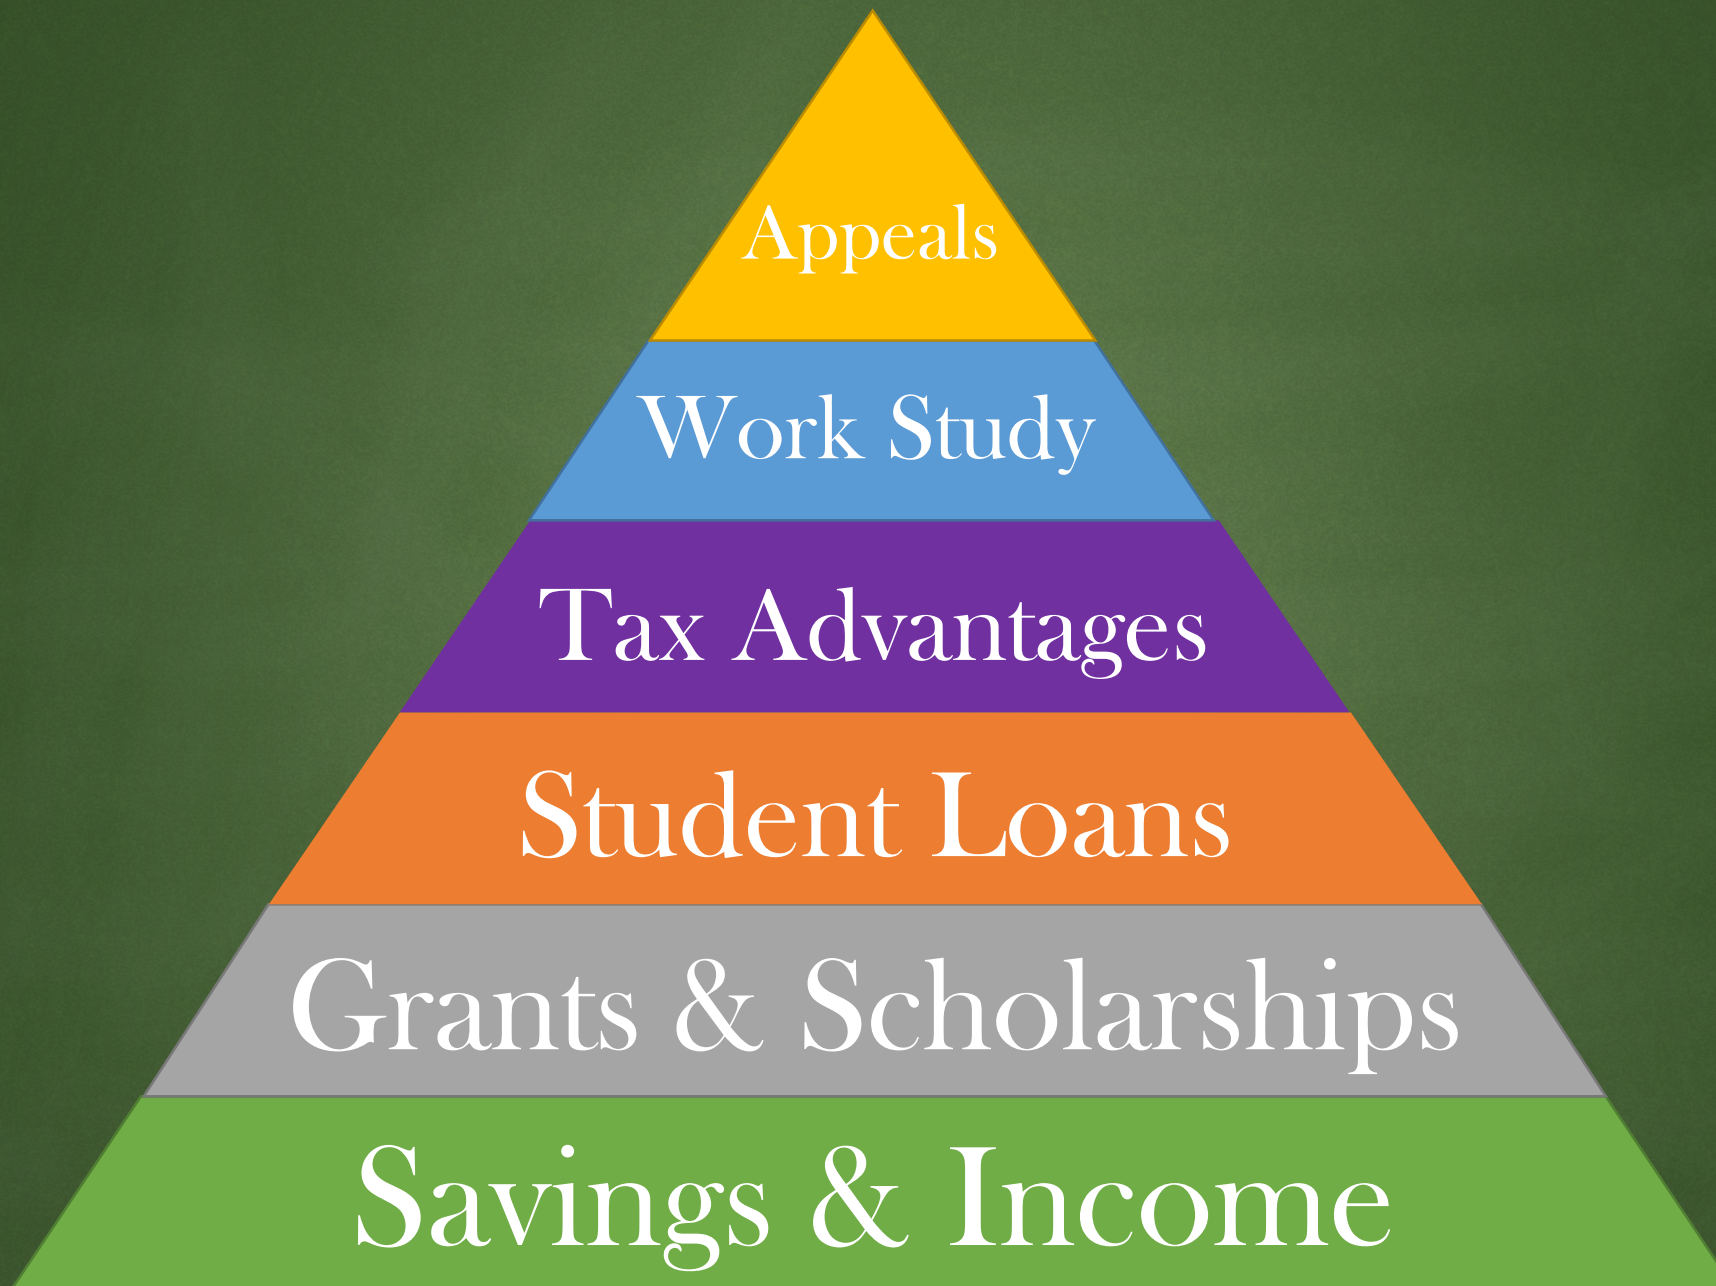 Appeals
Work Study
Tax Advantages
Student Loans
Grants & Scholarships
Savings & Income